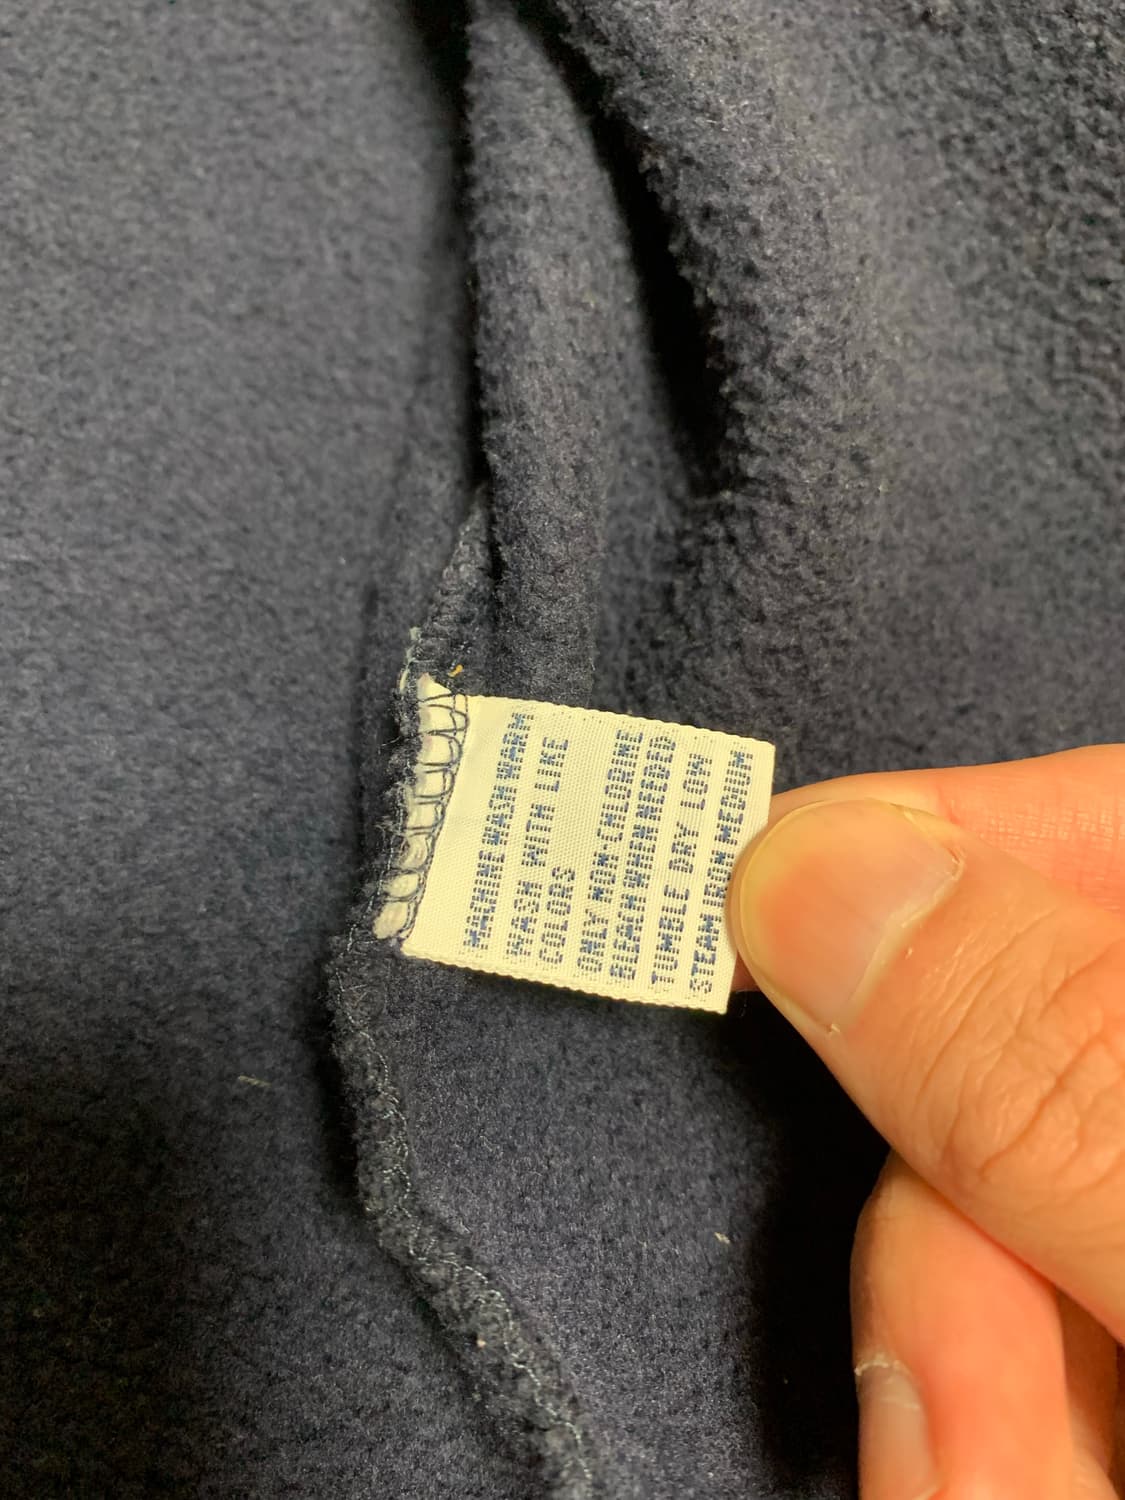 MACHINE WASH WARM
WASH WITH LIKE
COLORS
ONLY NON-CHLORINE
BLEACH WHEN NEEDED
TUMBLE DRY LOW
STEAM IRON MEDIUM